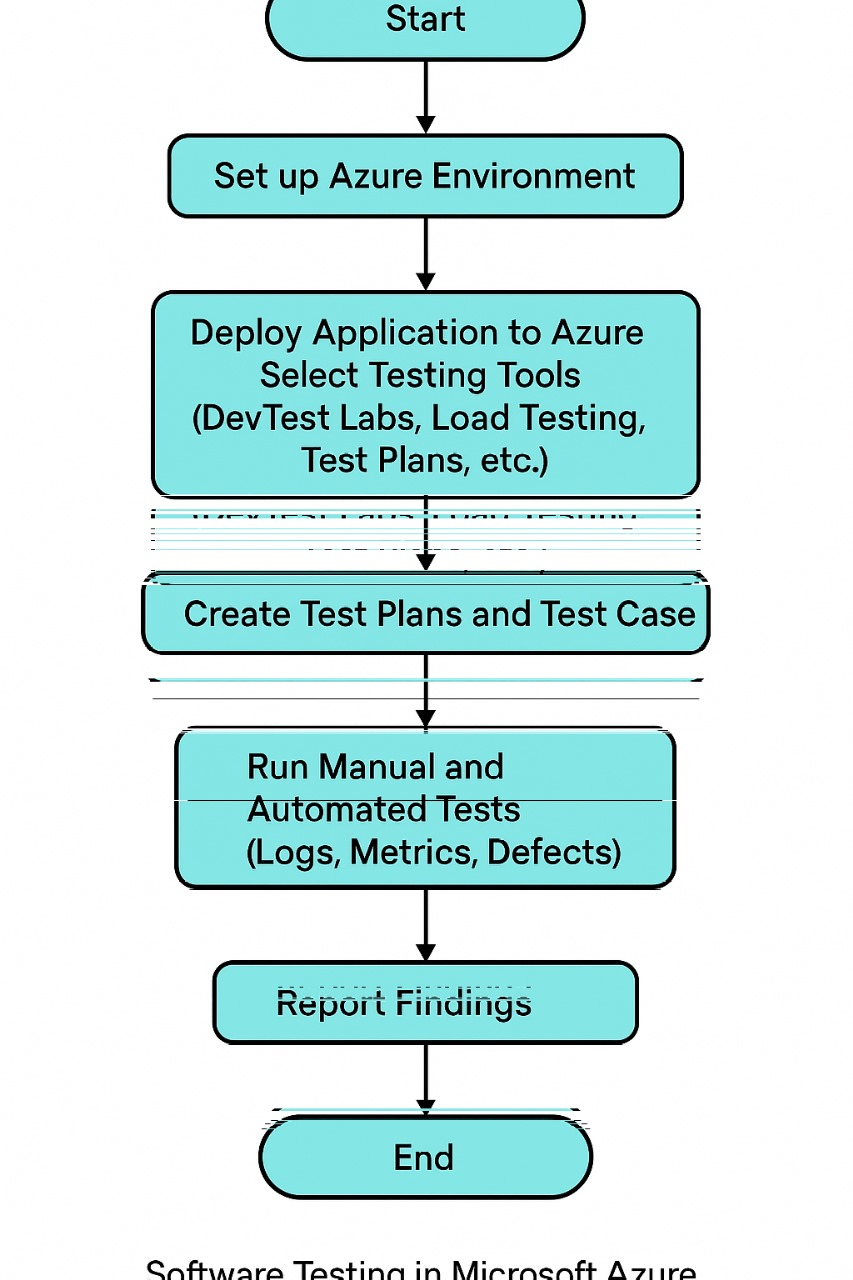 Start
Set up Azure Environment
Deploy Application to Azure
Select Testing Tools
(DevTest Labs, Load Testing,
Test Plans, etc.)
Create Test Plans and Test Case
Run Manual and
Automated Tests
(Logs, Metrics, Defects)
Report Findings
End
Software Testing in Microsoft Azure